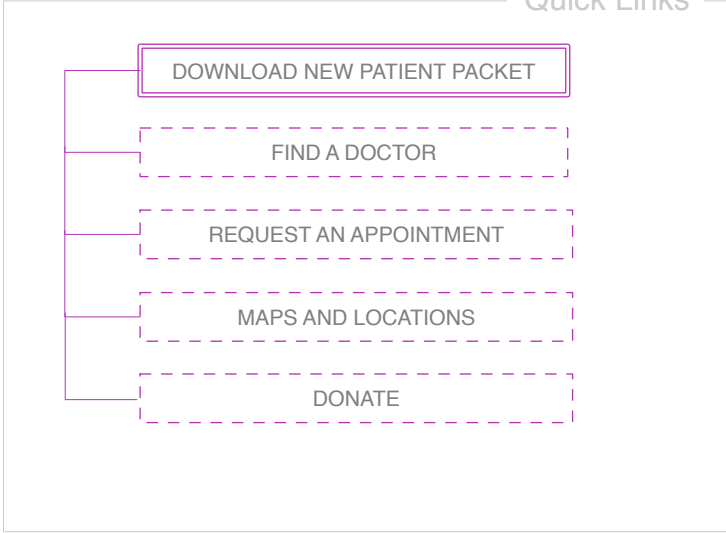 Quick Links
DOWNLOAD NEW PATIENT PACKET
FIND A DOCTOR
REQUEST AN APPOINTMENT
MAPS AND LOCATIONS
DONATE